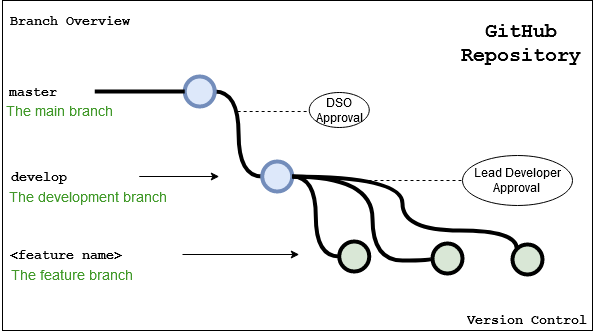 Branch Overview
GitHub
Repository
master
The main branch
DSO
Approval
develop
The development branch
Lead Developer
Approval
<feature name>
The feature branch
Version Control